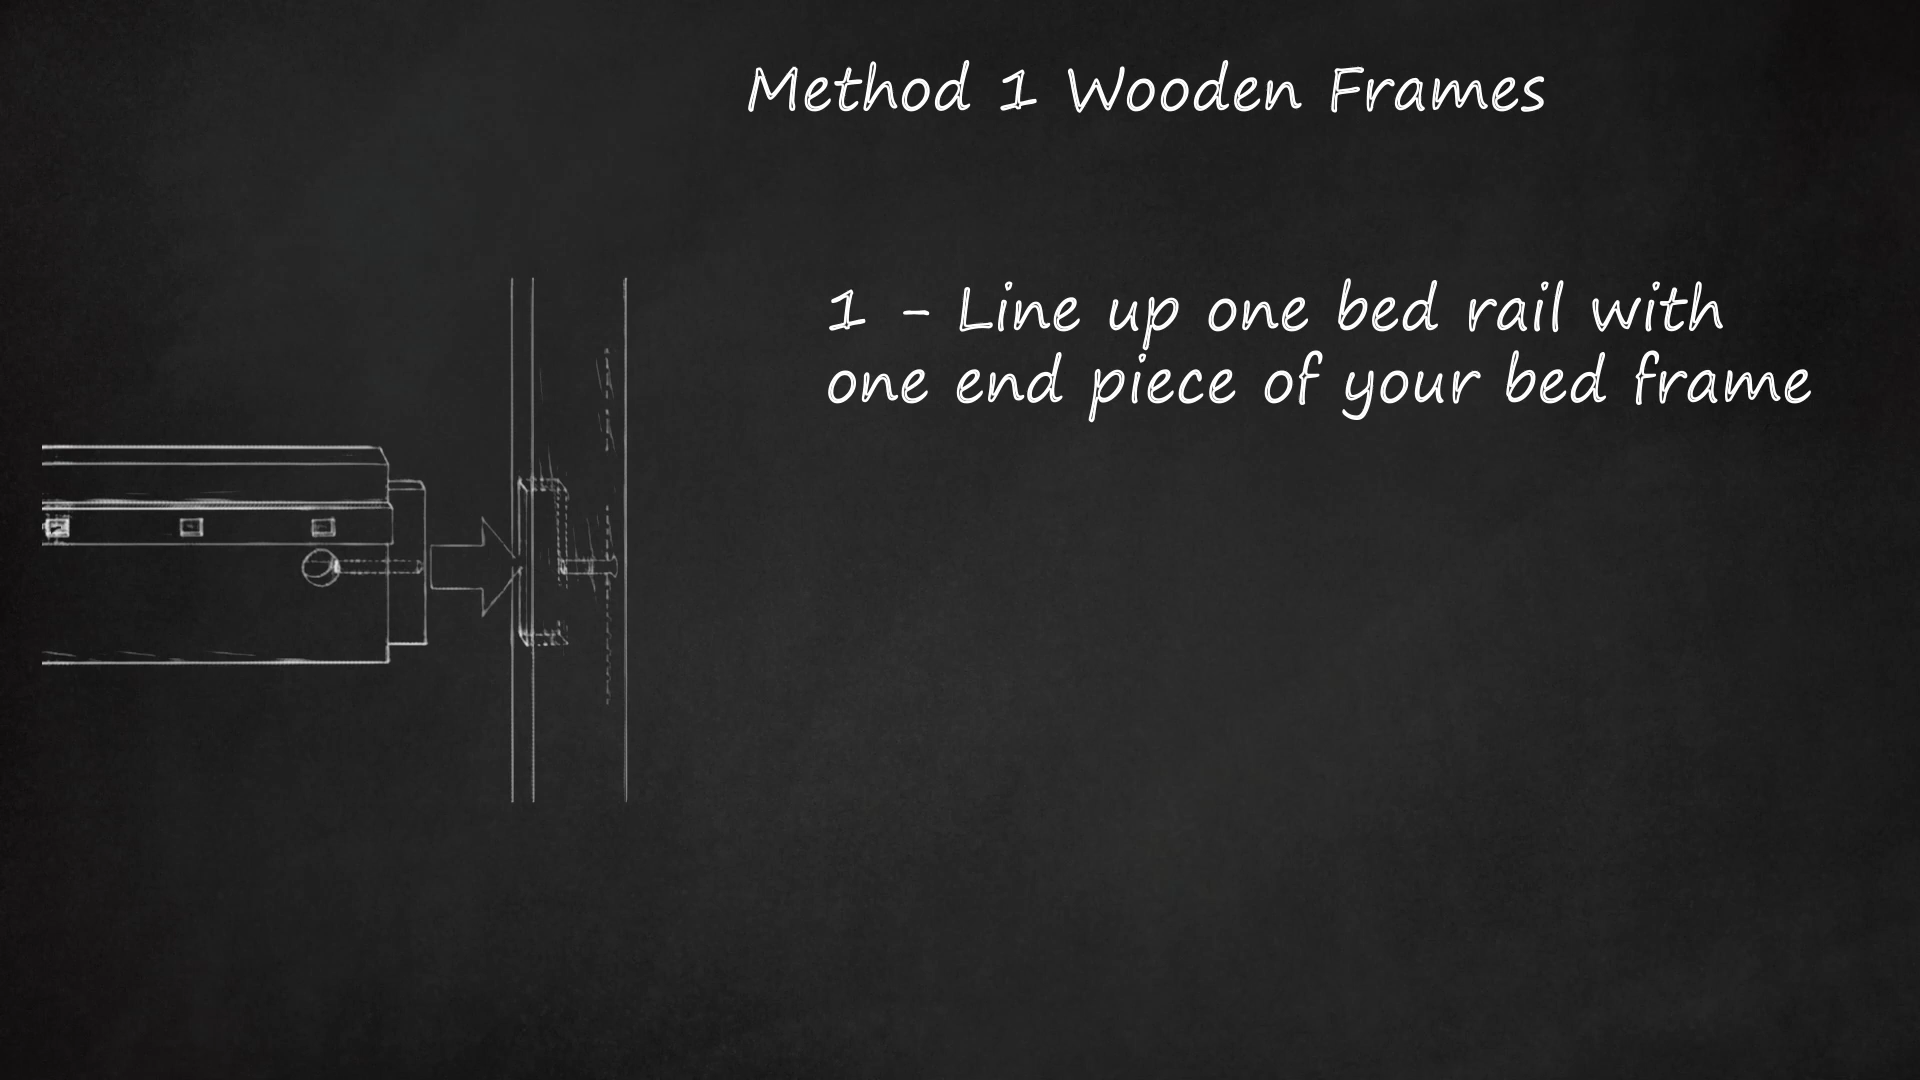 Method 1 Wooden Frames
1 - Line up one bed rail with
one end piece of your bed frame